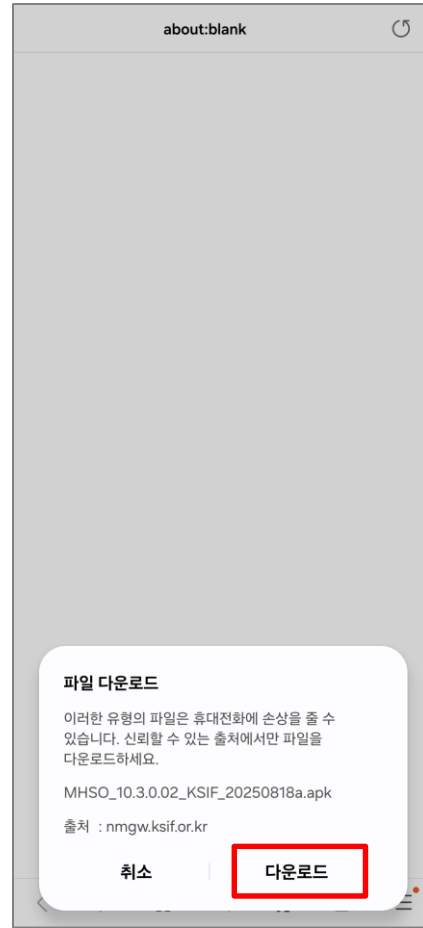 about:blank
파일 다운로드
이러한 유형의 파일은 휴대전화에 손상을 줄 수
있습니다. 신뢰할 수 있는 출처에서만 파일을
다운로드하세요.
MHSO_10.3.0.02_KSIF_20250818a.apk
출처 : nmgw.ksif.or.kr
취소
다운로드